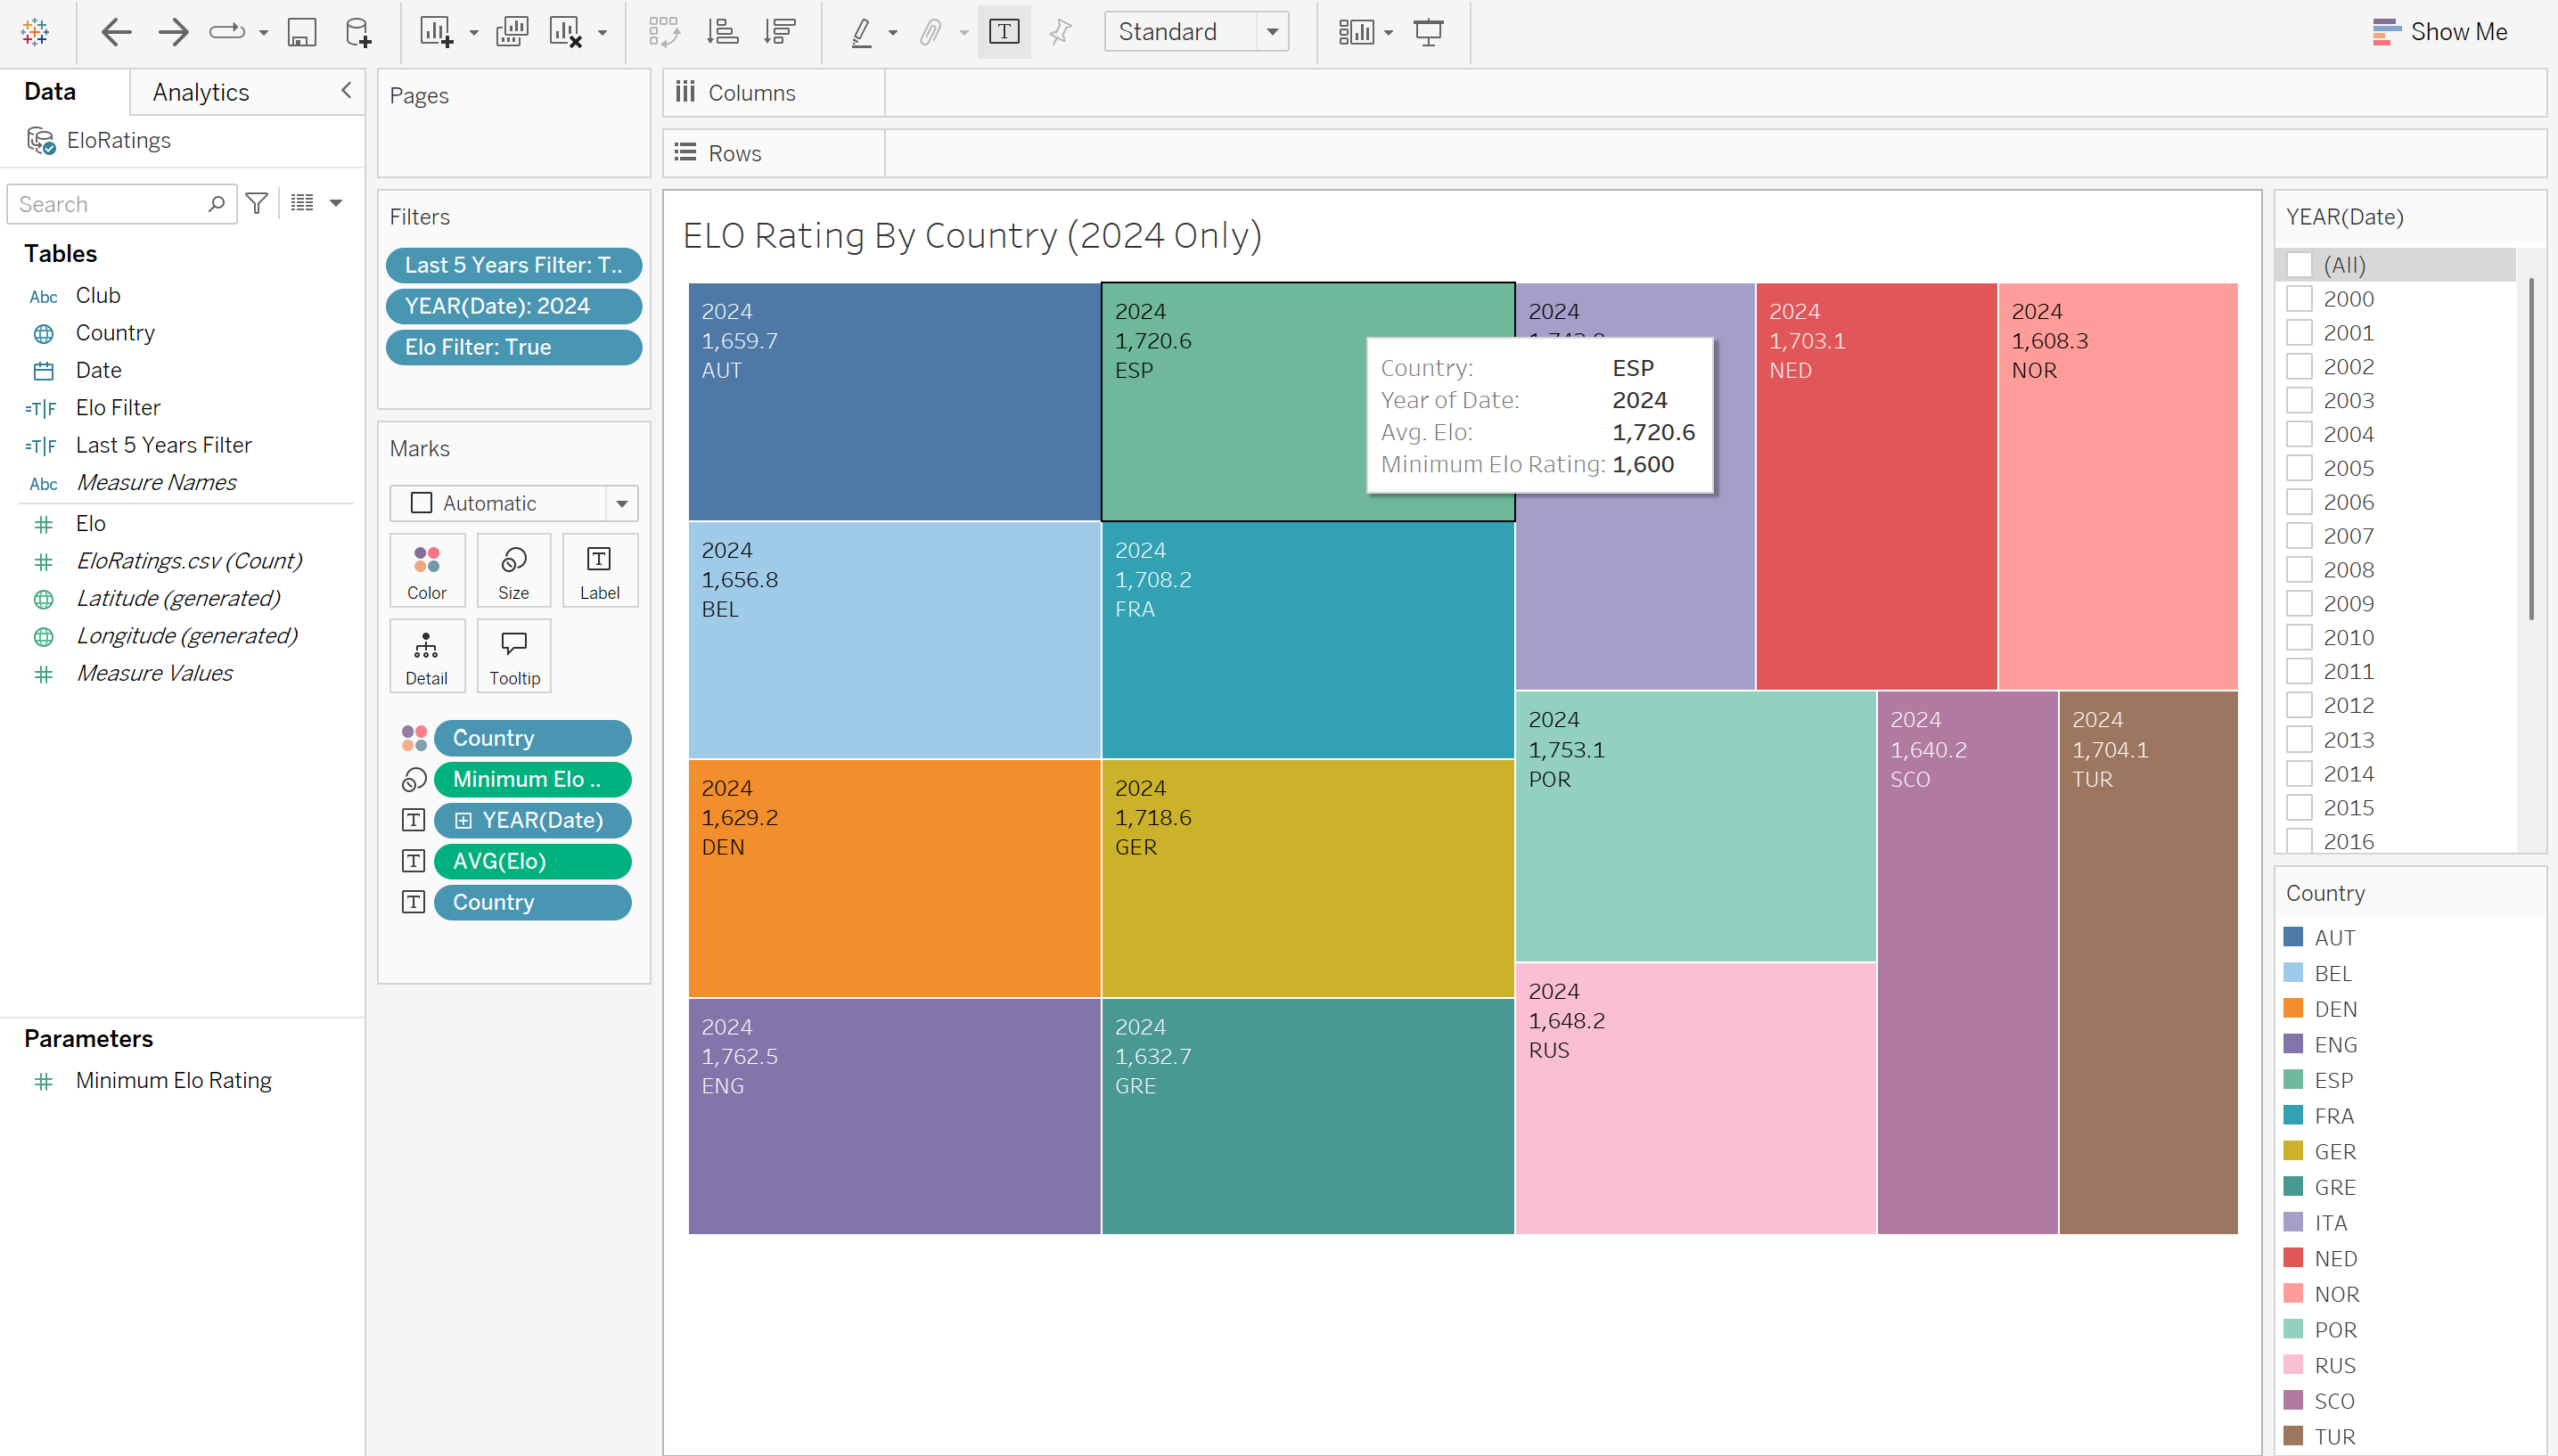 Standard
Show Me
Data
Analytics
EloRatings
Search
Tables
Abc Club
Country
Date
=T|F Elo Filter
=T|F Last 5 Years Filter
Abc Measure Names
Elo
EloRatings.csv (Count)
Latitude (generated)
Longitude (generated)
Measure Values
Parameters
Minimum Elo Rating
Pages
Filters
Last 5 Years Filter: T..
YEAR(Date): 2024
Elo Filter: True
Marks
Automatic
Color
Size
Label
Detail
Tooltip
Country
Minimum Elo ..
YEAR(Date)
AVG(Elo)
Country
Columns
Rows
ELO Rating By Country (2024 Only)
2024
1,659.7
AUT
2024
1,720.6
ESP
2024
2024
1,703.1
NED
2024
1,608.3
NOR
Country: ESP
Year of Date: 2024
Avg. Elo: 1,720.6
Minimum Elo Rating: 1,600
2024
1,656.8
BEL
2024
1,708.2
FRA
2024
1,629.2
DEN
2024
1,718.6
GER
2024
1,762.5
ENG
2024
1,632.7
GRE
2024
1,753.1
POR
2024
1,640.2
SCO
2024
1,704.1
TUR
2024
1,648.2
RUS
YEAR(Date)
(All)
2000
2001
2002
2003
2004
2005
2006
2007
2008
2009
2010
2011
2012
2013
2014
2015
2016
Country
AUT
BEL
DEN
ENG
ESP
FRA
GER
GRE
ITA
NED
NOR
POR
RUS
SCO
TUR